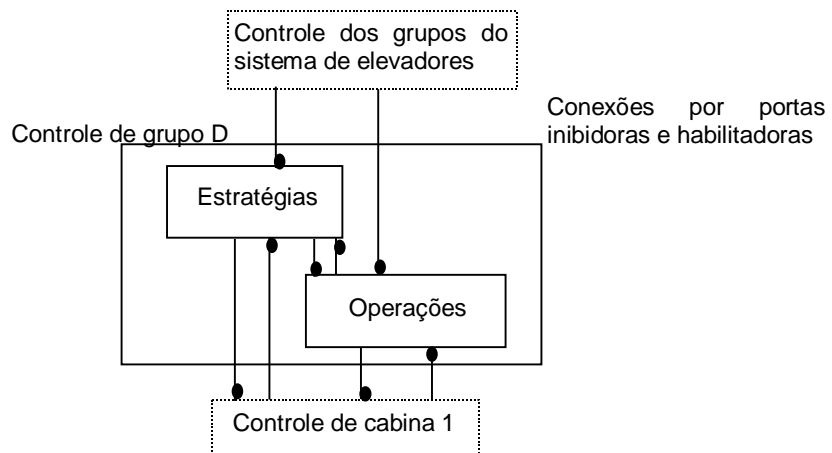 Controle dos grupos do
sistema de elevadores
Conexões por portas
inibidoras e habilitadoras
Controle de grupo D
Estratégias
Operações
Controle de cabina 1